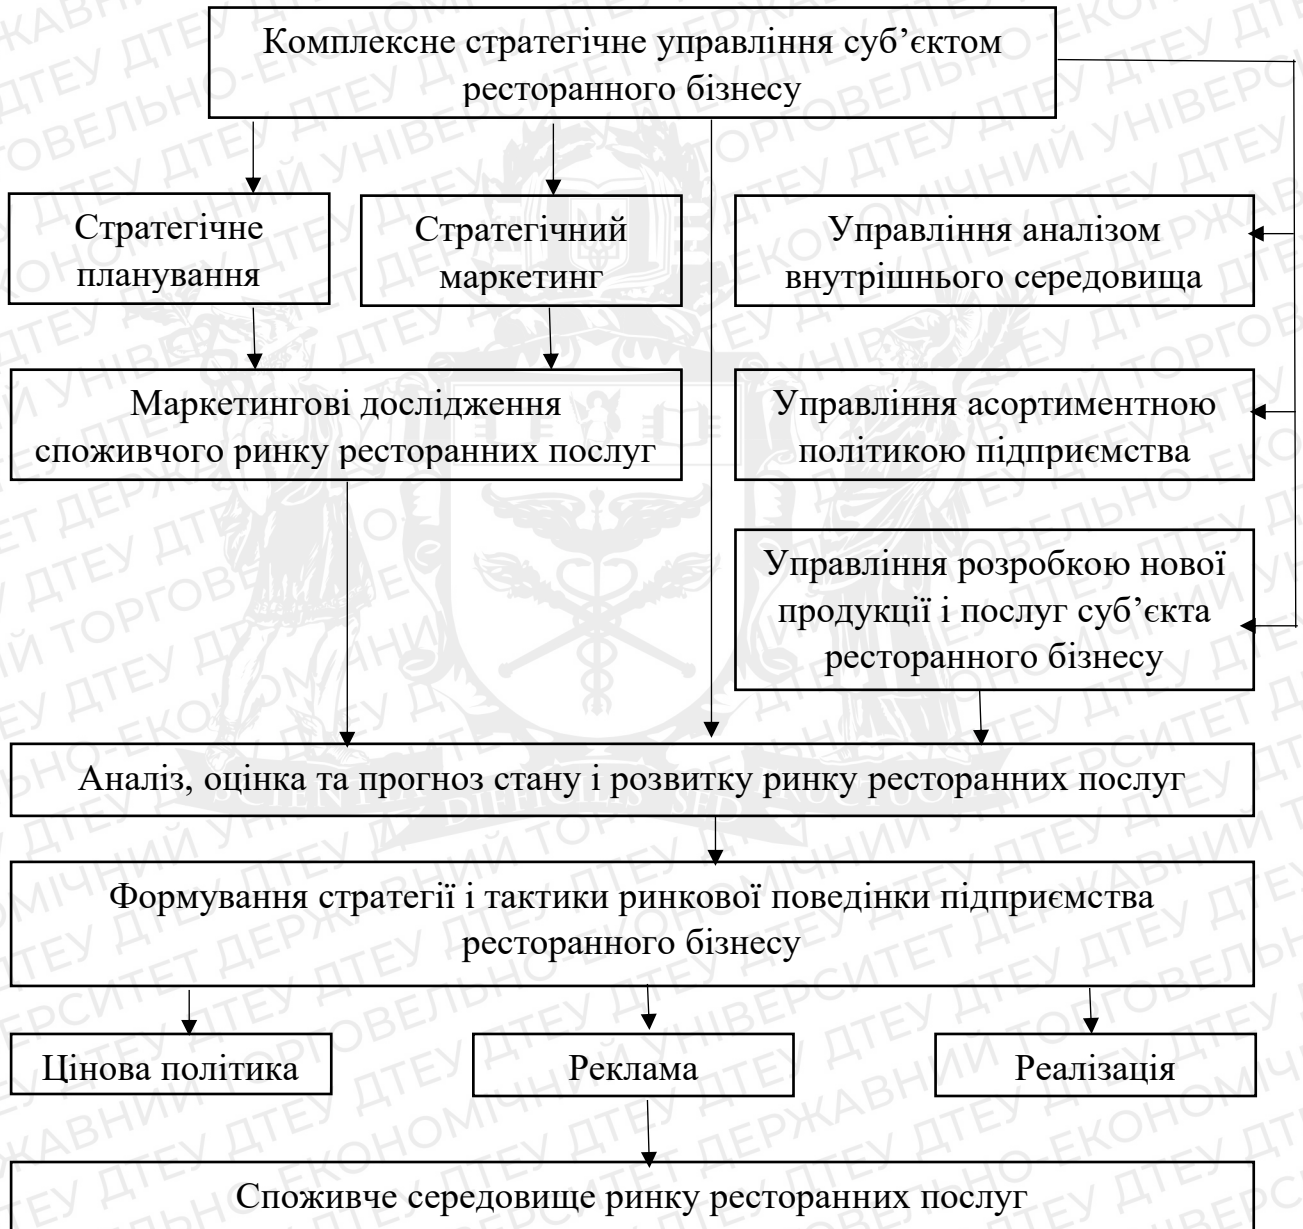 Комплексне стратегічне управління суб’єктом
ресторанного бізнесу
Стратегічне
планування
Стратегічний
маркетинг
Управління аналізом
внутрішнього середовища
Маркетингові дослідження
споживчого ринку ресторанних послуг
Управління асортиментною
політикою підприємства
Управління розробкою нової
продукції і послуг суб’єкта
ресторанного бізнесу
Аналіз, оцінка та прогноз стану і розвитку ринку ресторанних послуг
Формування стратегії і тактики ринкової поведінки підприємства
ресторанного бізнесу
Цінова політика
Реклама
Реалізація
Споживче середовище ринку ресторанних послуг